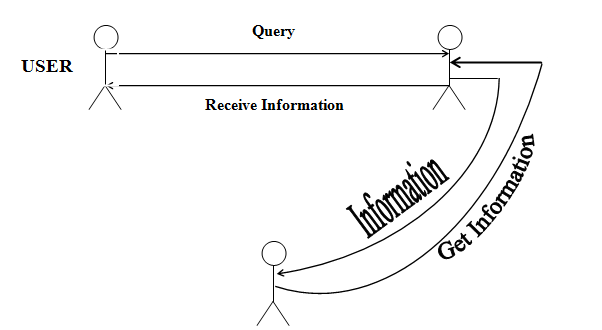 Query
USER
Receive Information
Information
Get Information